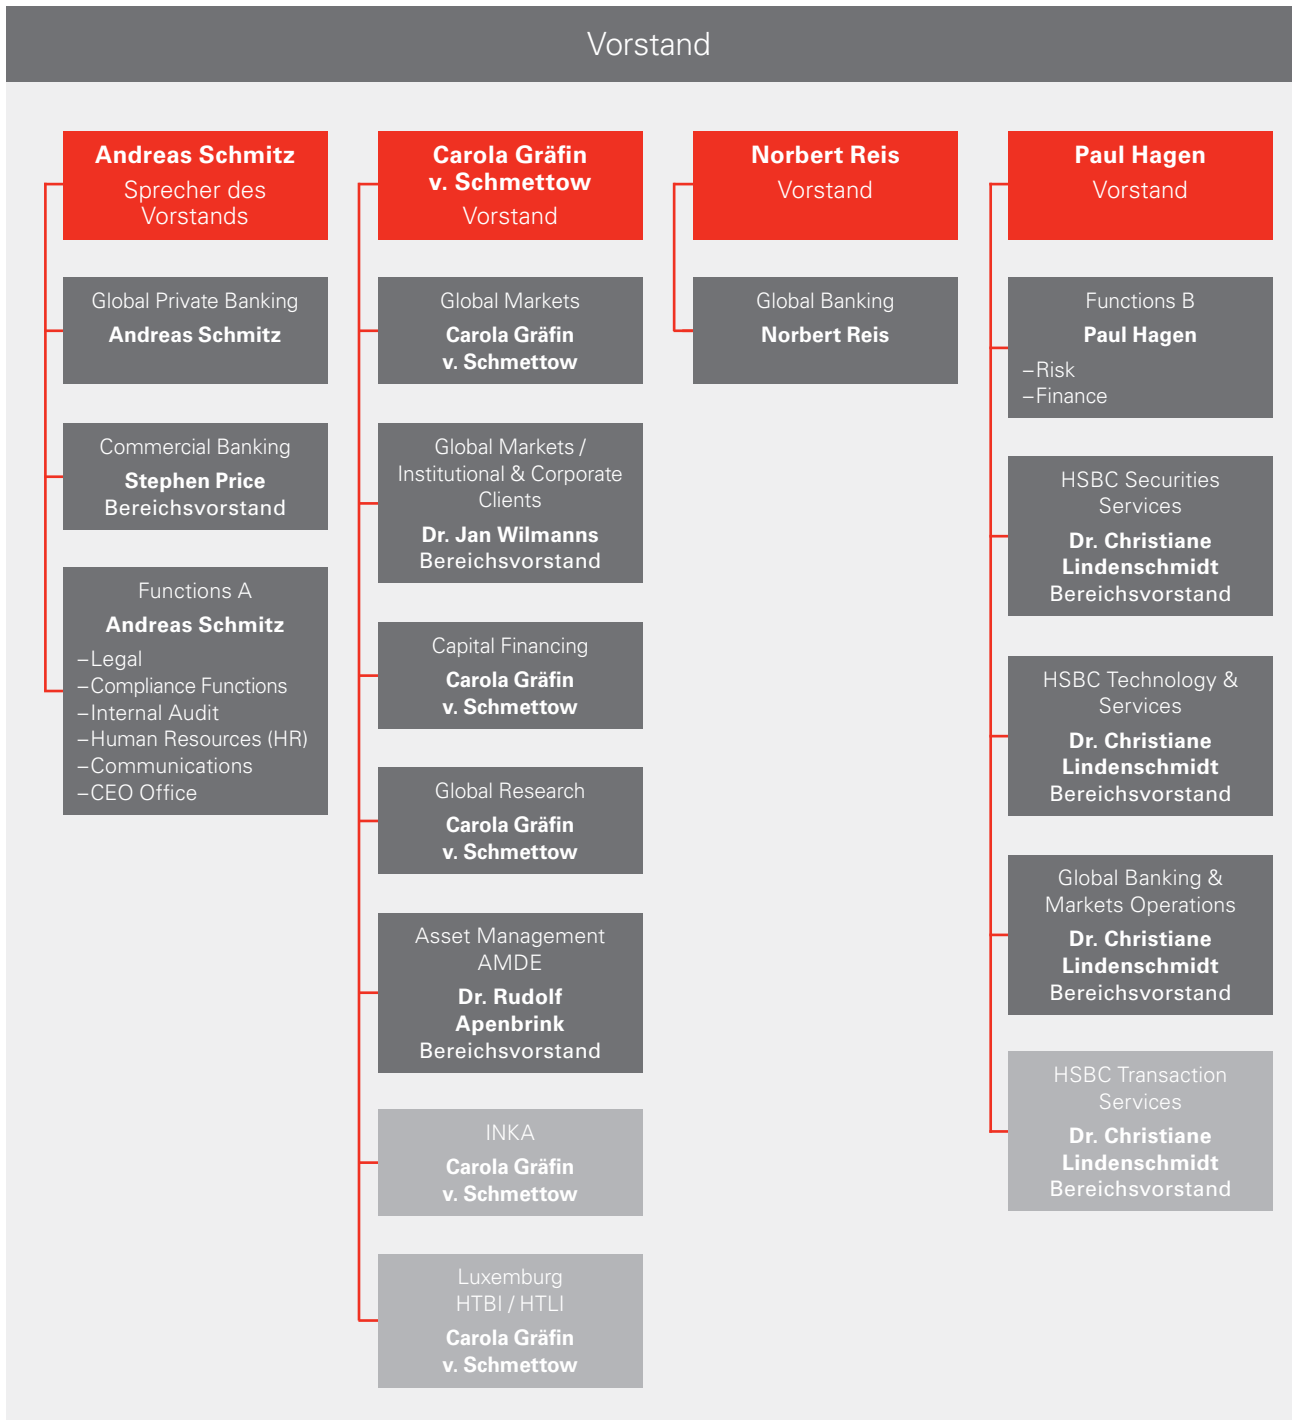 Vorstand
Andreas Schmitz
Sprecher des
Vorstands
Global Private Banking
Andreas Schmitz
Commercial Banking
Stephen Price
Bereichsvorstand
Functions A
Andreas Schmitz
–Legal
–Compliance Functions
–Internal Audit
–Human Resources (HR)
–Communications
–CEO Office
Carola Gräfin
v. Schmettow
Vorstand
Global Markets
Carola Gräfin
v. Schmettow
Global Markets /
Institutional & Corporate
Clients
Dr. Jan Wilmanns
Bereichsvorstand
Capital Financing
Carola Gräfin
v. Schmettow
Global Research
Carola Gräfin
v. Schmettow
Asset Management
AMDE
Dr. Rudolf
Apenbrink
Bereichsvorstand
INKA
Carola Gräfin
v. Schmettow
Luxemburg
HTBI / HTLI
Carola Gräfin
v. Schmettow
Norbert Reis
Vorstand
Global Banking
Norbert Reis
Paul Hagen
Vorstand
Functions B
Paul Hagen
–Risk
–Finance
HSBC Securities
Services
Dr. Christiane
Lindenschmidt
Bereichsvorstand
HSBC Technology &
Services
Dr. Christiane
Lindenschmidt
Bereichsvorstand
Global Banking &
Markets Operations
Dr. Christiane
Lindenschmidt
Bereichsvorstand
HSBC Transaction
Services
Dr. Christiane
Lindenschmidt
Bereichsvorstand